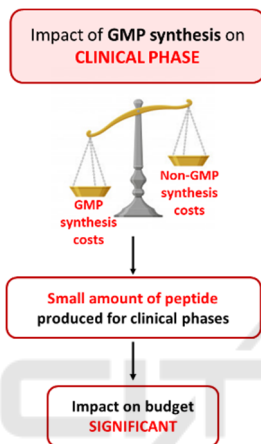 Impact of GMP synthesis on
CLINICAL PHASE
Non-GMP
synthesis
costs
GMP
synthesis
costs
Small amount of peptide
produced for clinical phases
Impact on budget
SIGNIFICANT